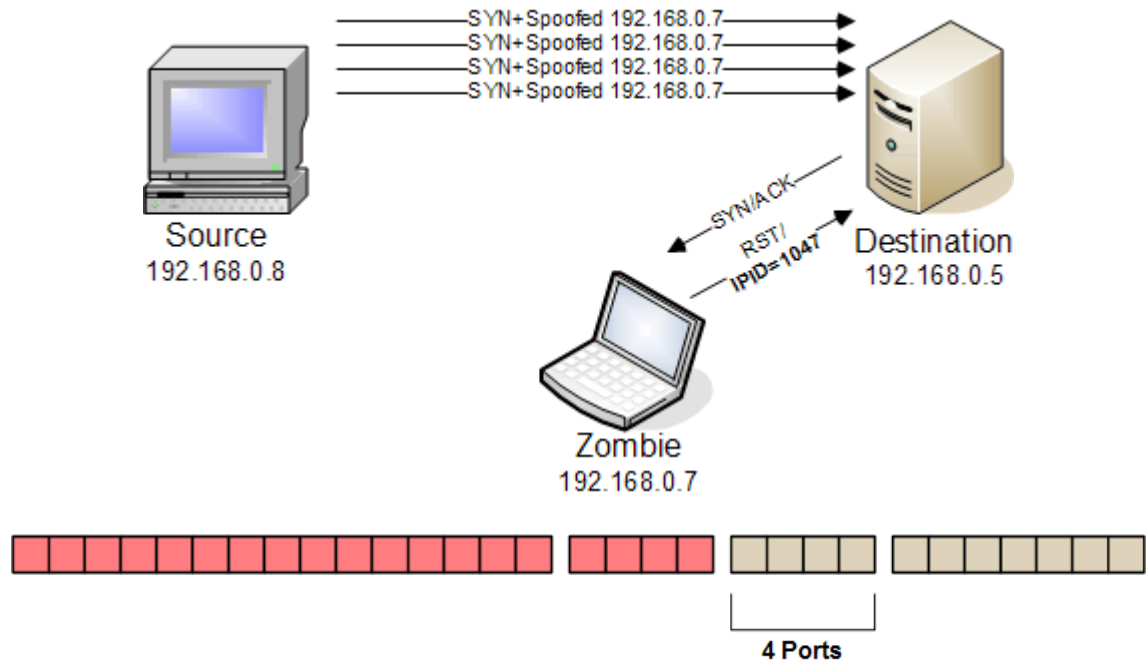 SYN+Spoofed 192.168.0.7
SYN+Spoofed 192.168.0.7
SYN+Spoofed 192.168.0.7
SYN+Spoofed 192.168.0.7
Source
192.168.0.8
SYN/ACK
RST/
IPID=1047
Destination
192.168.0.5
Zombie
192.168.0.7
4 Ports